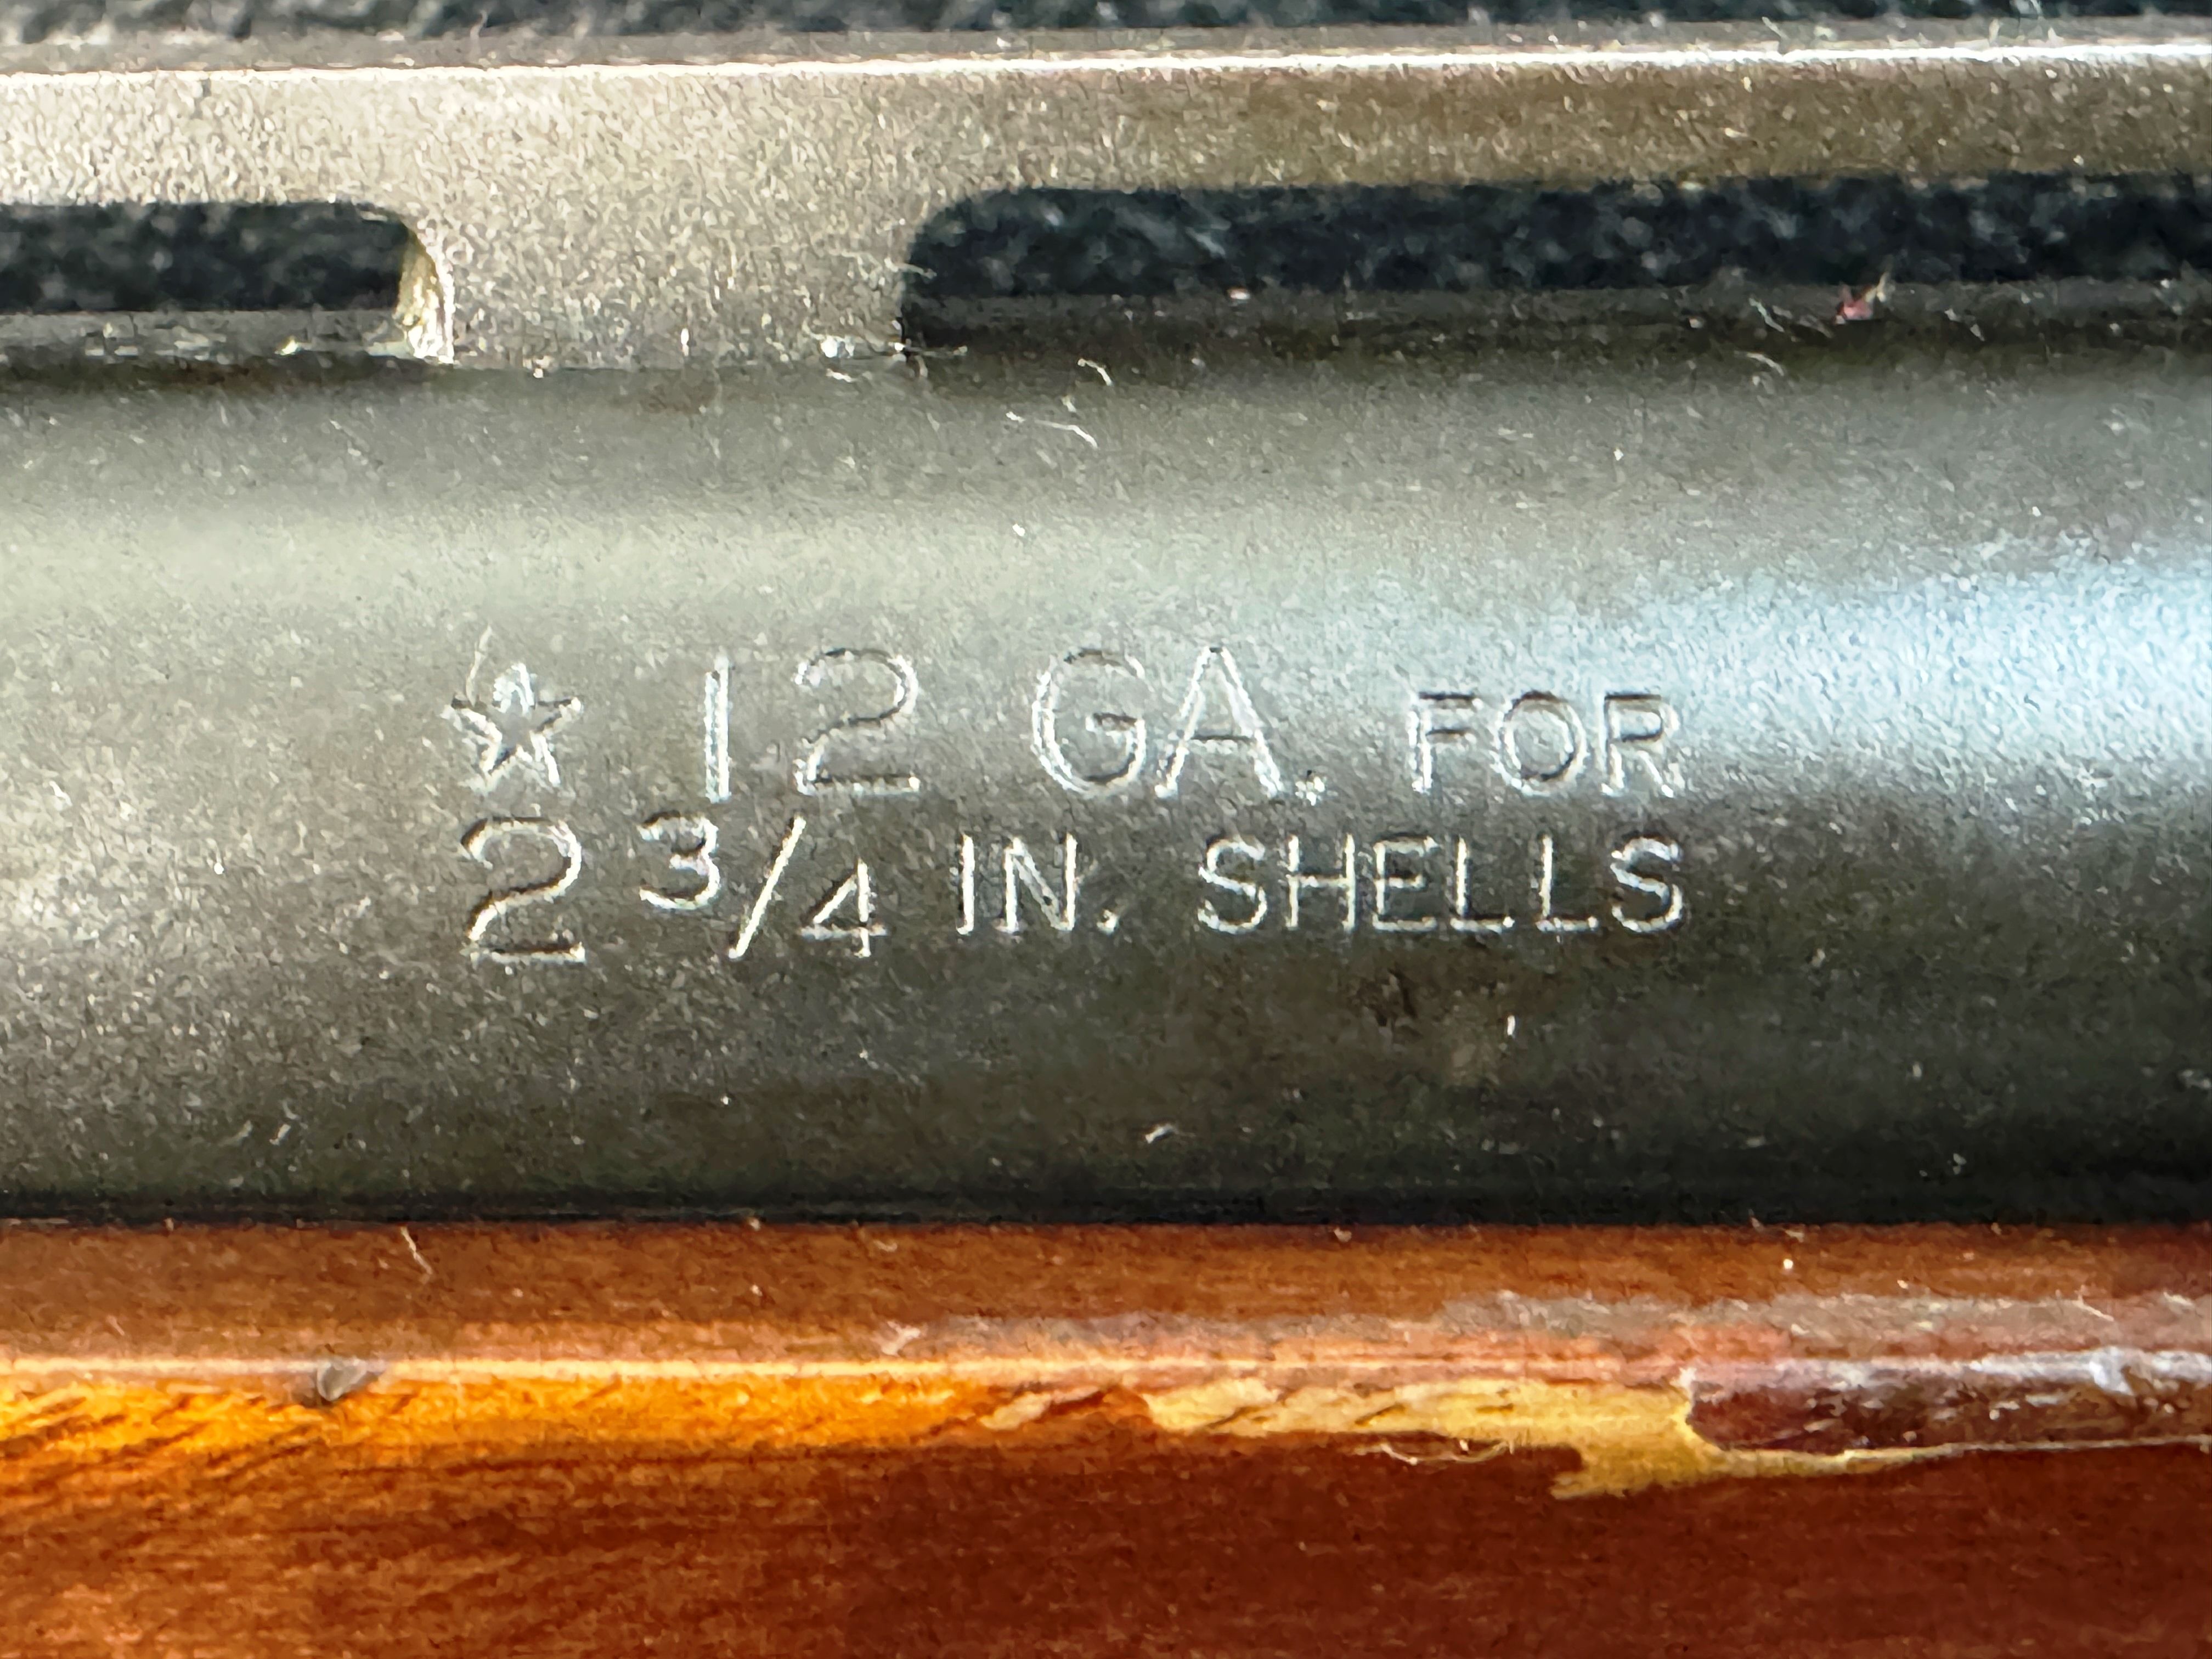 ☆ 12 GA. FOR
2 3/4 IN. SHELLS